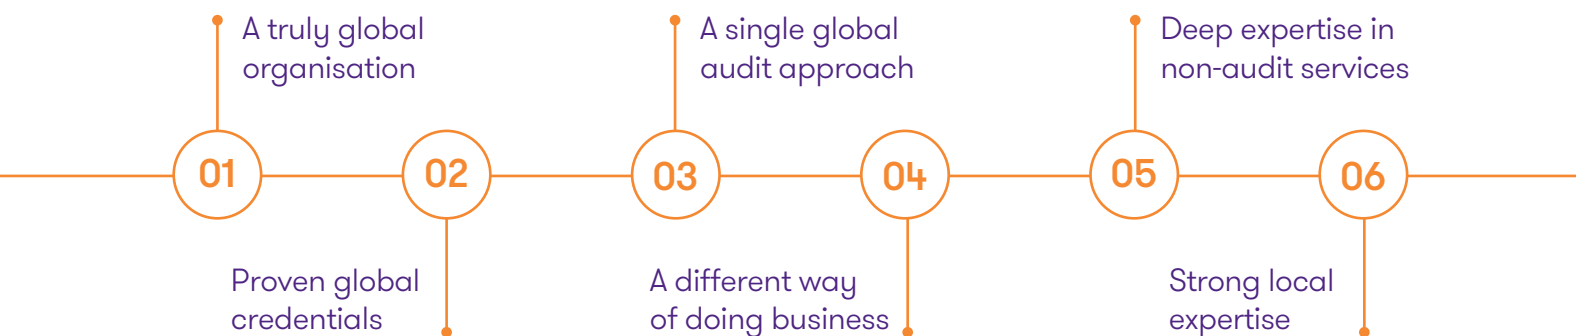 A truly global
organisation
A single global
audit approach
Deep expertise in
non-audit services
01
02
03
04
05
06
Proven global
credentials
A different way
of doing business
Strong local
expertise